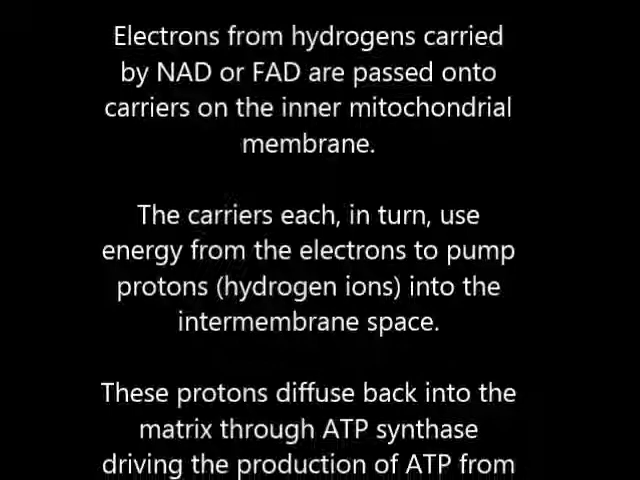 Electrons from hydrogens carried
by NAD or FAD are passed onto
carriers on the inner mitochondrial
membrane.
The carriers each, in turn, use
energy from the electrons to pump
protons (hydrogen ions) into the
intermembrane space.
These protons diffuse back into the
matrix through ATP synthase
driving the production of ATP from